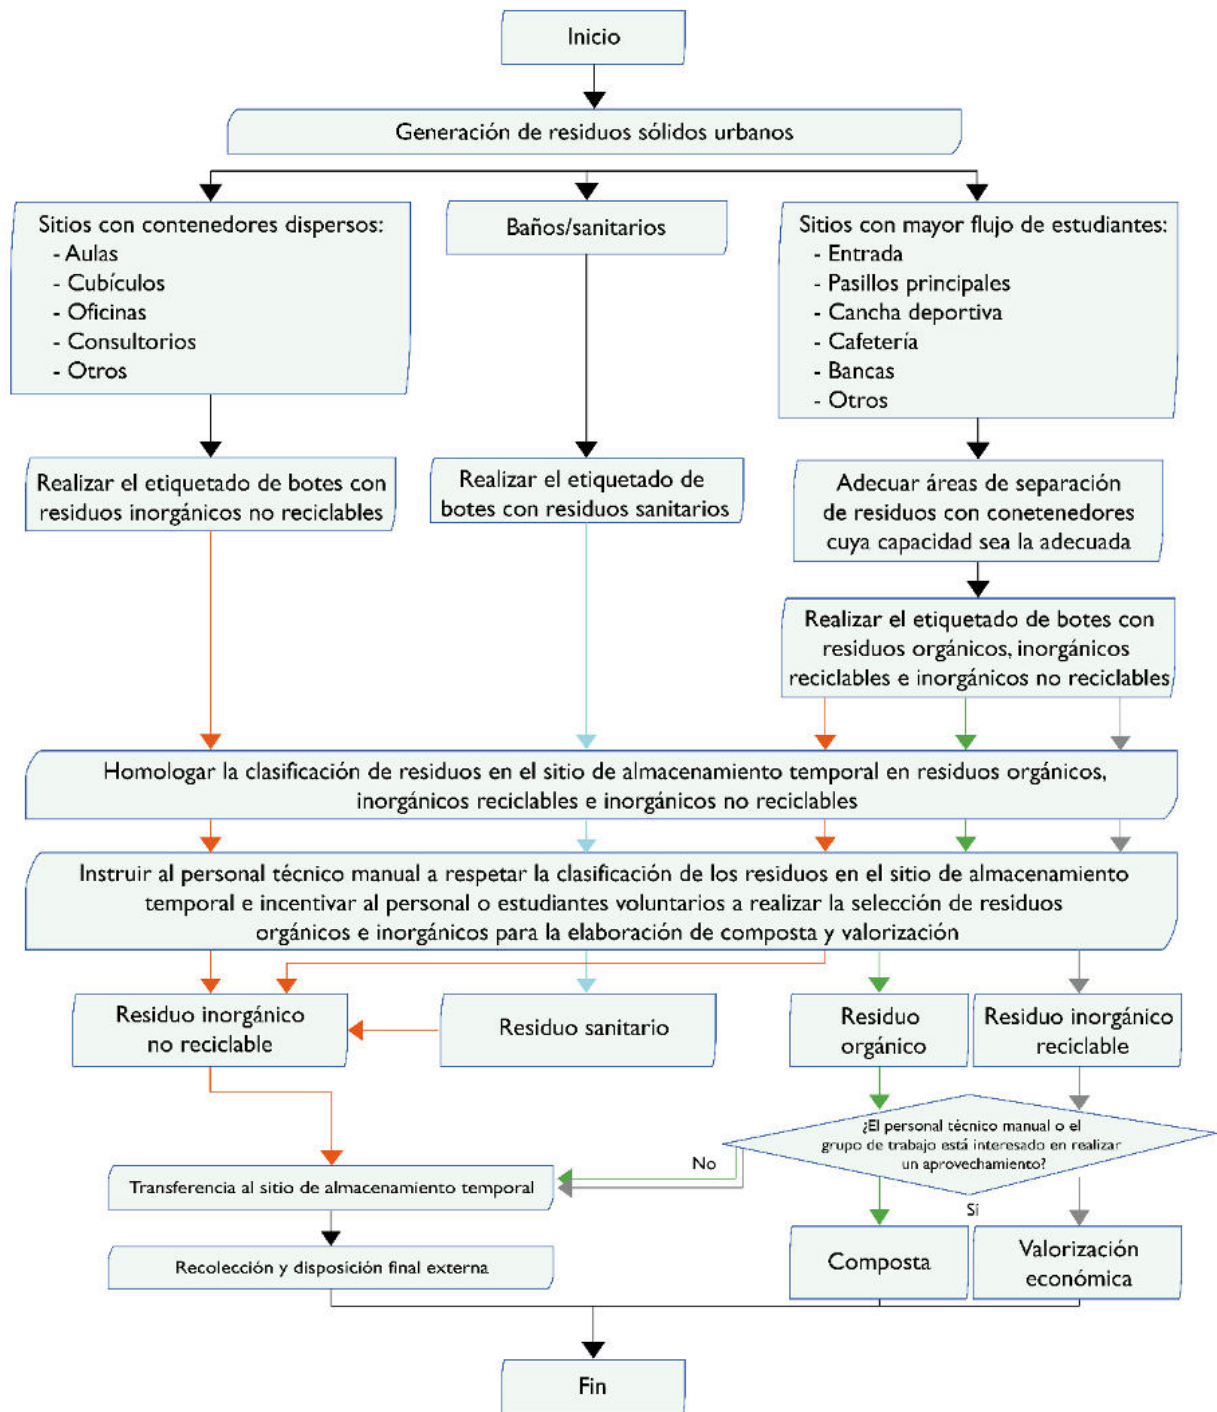 Inicio
Generación de residuos sólidos urbanos
Sitios con contenedores dispersos:
- Aulas
- Cubículos
- Oficinas
- Consultorios
- Otros
Baños/sanitarios
Sitios con mayor flujo de estudiantes:
- Entrada
- Pasillos principales
- Cancha deportiva
- Cafetería
- Bancas
- Otros
Realizar el etiquetado de botes con
residuos inorgánicos no reciclables
Realizar el etiquetado de
botes con residuos sanitarios
Adecuar áreas de separación
de residuos con conetenedores
cuya capacidad sea la adecuada
Realizar el etiquetado de botes con
residuos orgánicos, inorgánicos
reciclables e inorgánicos no reciclables
Homologar la clasificación de residuos en el sitio de almacenamiento temporal en residuos orgánicos,
inorgánicos reciclables e inorgánicos no reciclables
Instruir al personal técnico manual a respetar la clasificación de los residuos en el sitio de almacenamiento
temporal e incentivar al personal o estudiantes voluntarios a realizar la selección de residuos
orgánicos e inorgánicos para la elaboración de composta y valorización
Residuo inorgánico
no reciclable
Residuo sanitario
Residuo
orgánico
Residuo inorgánico
reciclable
¿El personal técnico manual o el
grupo de trabajo está interesado en realizar
un aprovechamiento?
No
Transferencia al sitio de almacenamiento temporal
Sí
Recolección y disposición final externa
Composta
Valorización
económica
Fin